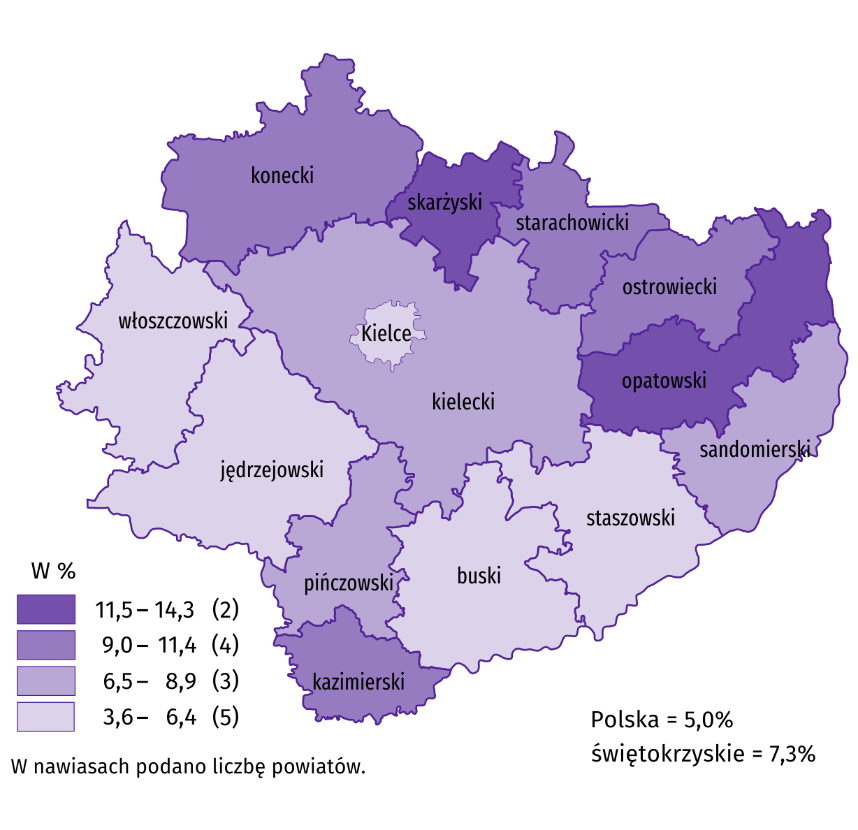 konecki
skarżyski
starachowicki
włoszczowski
Kielce
ostrowiecki
kielecki
opatowski
sandomierski
jędrzejowski
staszowski
pińczowski
buski
kazimierski
W %
11,5 – 14,3 (2)
9,0 – 11,4 (4)
6,5 – 8,9 (3)
3,6 – 6,4 (5)
Polska = 5,0%
świętokrzyskie = 7,3%
W nawiasach podano liczbę powiatów.